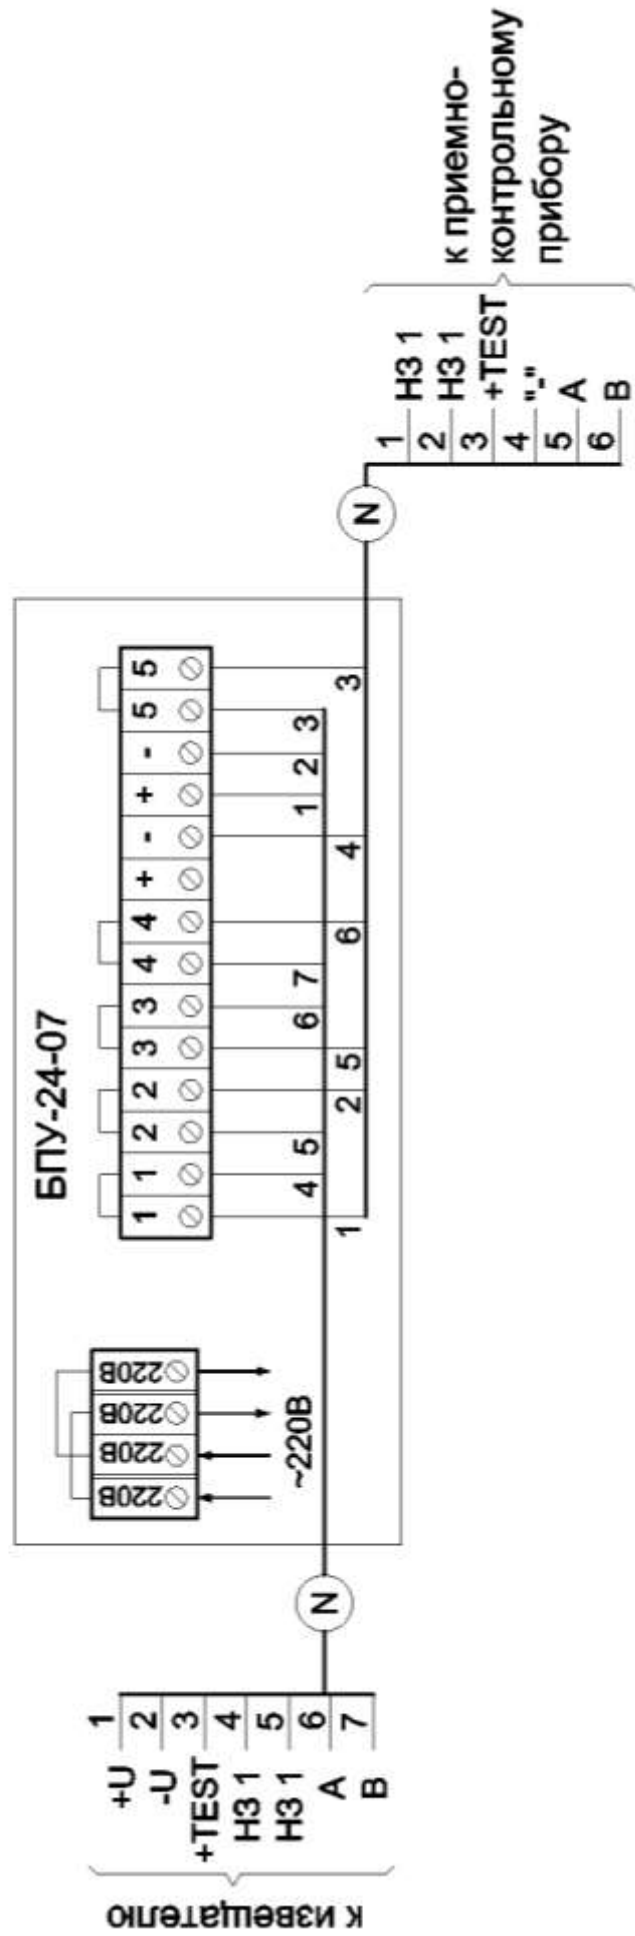 БПУ-24-07
220В 220В 220В 220В
~220В
1 1 2 2 3 3 4 4 + - + - 5 5
4 5 6 7 1 2 3
1 2 5 6 4 3
N
N
1 +U
2 -U
3 +TEST
4 НЗ 1
5 НЗ 1
6 A
7 B
к извещателю
1 НЗ 1
2 НЗ 1
3 +TEST
4 "-"
5 A
6 B
к приемно-
контрольному
прибору